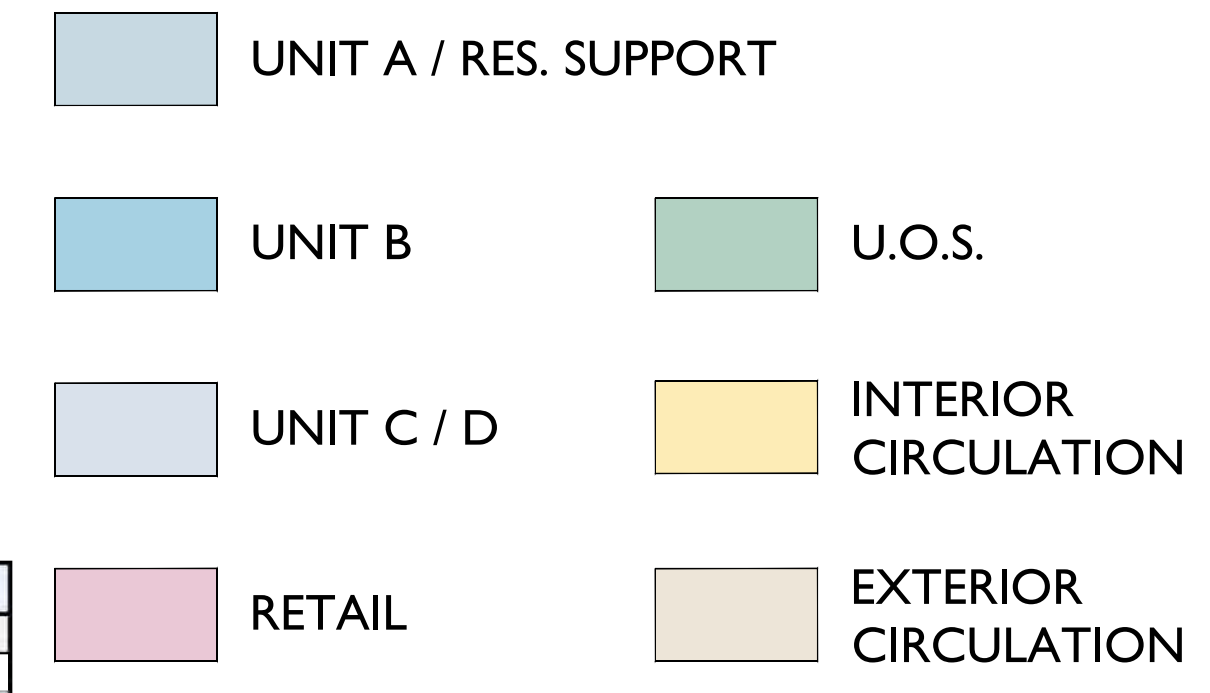 UNIT A / RES. SUPPORT
UNIT B
U.O.S.
UNIT C / D
INTERIOR
CIRCULATION
RETAIL
EXTERIOR
CIRCULATION